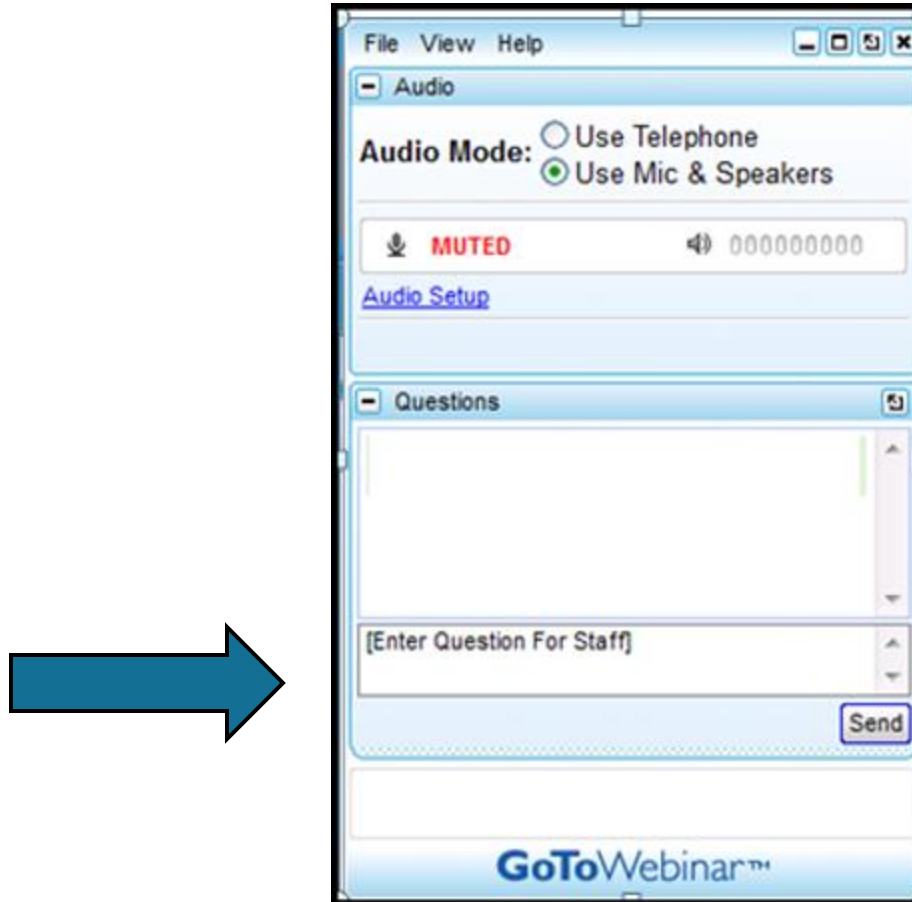 File View Help
Audio
Audio Mode: Use Telephone
Use Mic & Speakers
MUTED 000000000
Audio Setup
Questions
[Enter Question For Staff]
Send
GoToWebinar™